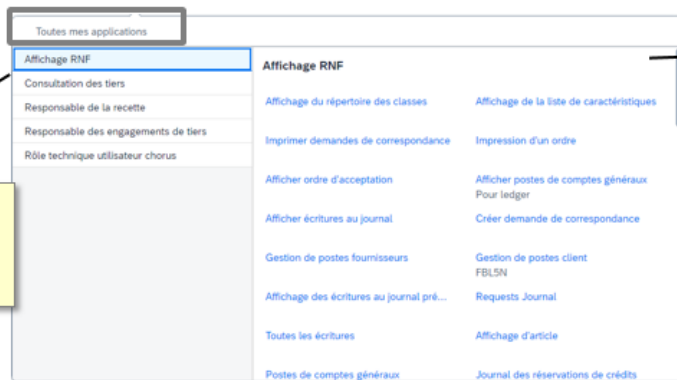 Toutes mes applications
Affichage RNF
Consultation des tiers
Responsable de la recette
Responsable des engagements de tiers
Rôle technique utilisateur chorus
Affichage RNF
Affichage du répertoire des classes
Affichage de la liste de caractéristiques
Imprimer demandes de correspondance
Impression d'un ordre
Afficher ordre d'acceptation
Afficher postes de comptes généraux
Pour ledger
Afficher écritures au journal
Créer demande de correspondance
Gestion de postes fournisseurs
Gestion de postes client
FBL5N
Affichage des écritures au journal pré...
Requests Journal
Toutes les écritures
Affichage d'article
Postes de comptes généraux
Journal des réservations de crédits